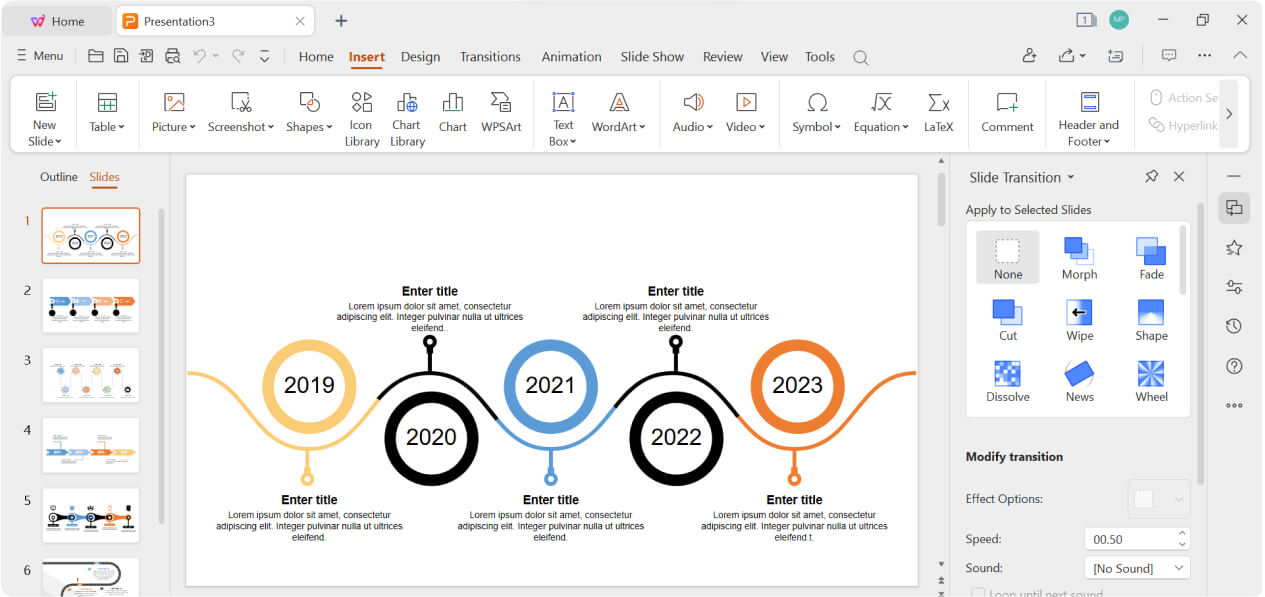 Home
Presentation3
1
MP
Menu
Home
Insert
Design
Transitions
Animation
Slide Show
Review
View
Tools
New
Slide
Table
Picture
Screenshot
Shapes
Icon
Library
Chart
Library
Chart
WPSArt
Text
Box
WordArt
Audio
Video
Symbol
Equation
LaTeX
Comment
Header and
Footer
Action Se
Hyperlink
Outline
Slides
1
2
3
4
5
6
Enter title
Lorem ipsum dolor sit amet, consectetur
adipiscing elit. Integer pulvinar nulla ut ultrices
eleifend..
Enter title
Lorem ipsum dolor sit amet, consectetur
adipiscing elit. Integer pulvinar nulla ut ultrices
eleifend.
2019
2020
2021
2022
2023
Enter title
Lorem ipsum dolor sit amet, consectetur
adipiscing elit. Integer pulvinar nulla ut ultrices
eleifend.
Enter title
Lorem ipsum dolor sit amet, consectetur
adipiscing elit. Integer pulvinar nulla ut ultrices
eleifend.
Enter title
Lorem ipsum dolor sit amet, consectetur
adipiscing elit. Integer pulvinar nulla ut ultrices
eleifend.t.
Slide Transition
Apply to Selected Slides
None
Morph
Fade
Cut
Wipe
Shape
Dissolve
News
Wheel
Modify transition
Effect Options:
Speed:
00.50
Sound:
[No Sound]
Loop until next sound